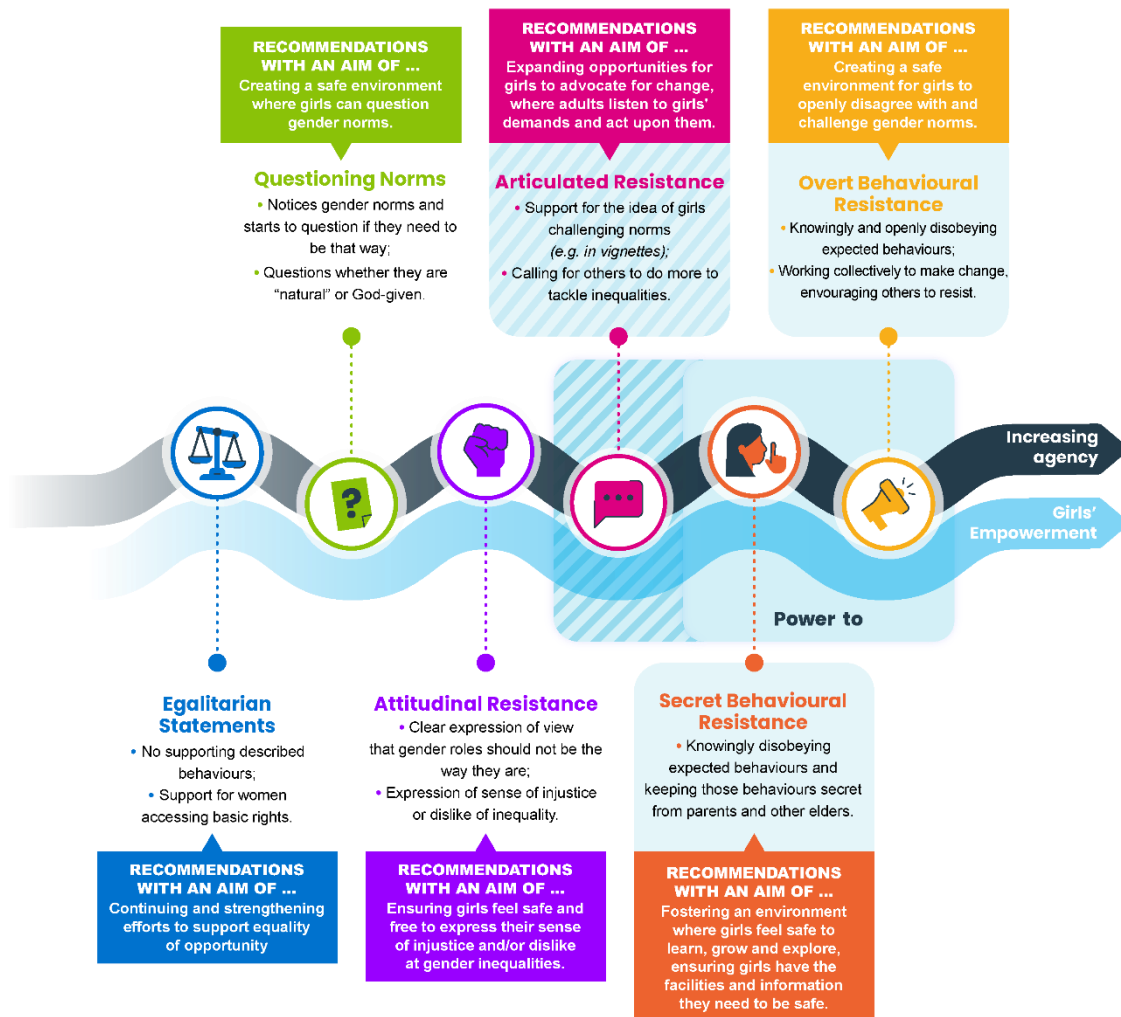 RECOMMENDATIONS
WITH AN AIM OF ...
Creating a safe environment
where girls can question
gender norms.
Questioning Norms
• Notices gender norms and
starts to question if they need to
be that way;
• Questions whether they are
“natural” or God-given.
RECOMMENDATIONS
WITH AN AIM OF ...
Expanding opportunities for
girls to advocate for change,
where adults listen to girls’
demands and act upon them.
Articulated Resistance
• Support for the idea of girls
challenging norms
(e.g. in vignettes);
• Calling for others to do more to
tackle inequalities.
RECOMMENDATIONS
WITH AN AIM OF ...
Creating a safe
environment for girls to
openly disagree with and
challenge gender norms.
Overt Behavioural
Resistance
• Knowingly and openly disobeying
expected behaviours;
• Working collectively to make change,
envouraging others to resist.
?
Increasing
agency
Girls’
Empowerment
Power to
Egalitarian
Statements
• No supporting described
behaviours;
• Support for women
accessing basic rights.
RECOMMENDATIONS
WITH AN AIM OF ...
Continuing and strengthening
efforts to support equality
of opportunity
Attitudinal Resistance
• Clear expression of view
that gender roles should not be the
way they are;
• Expression of sense of injustice
or dislike of inequality.
RECOMMENDATIONS
WITH AN AIM OF ...
Ensuring girls feel safe and
free to express their sense
of injustice and/or dislike
at gender inequalities.
Secret Behavioural
Resistance
• Knowingly disobeying
expected behaviours and
keeping those behaviours secret
from parents and other elders.
RECOMMENDATIONS
WITH AN AIM OF ...
Fostering an environment
where girls feel safe to
learn, grow and explore,
ensuring girls have the
facilities and information
they need to be safe.